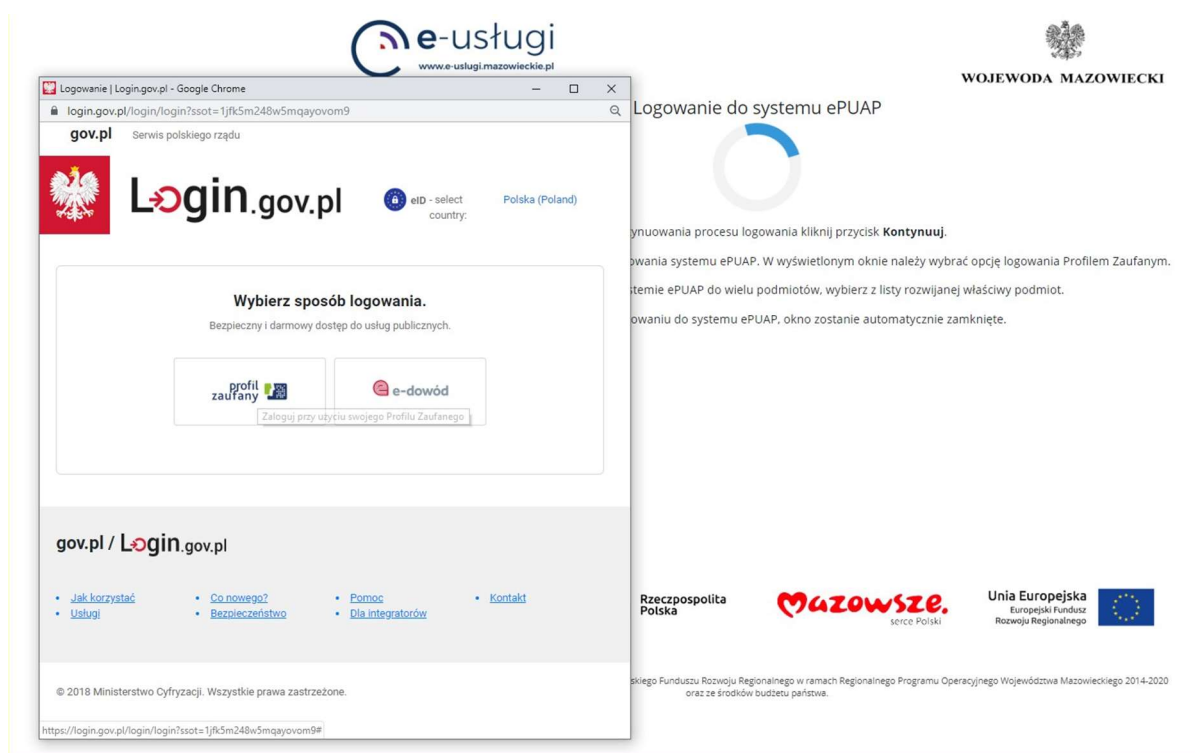 e-usługi
www.e-uslugi.mazowieckie.pl
WOJEWODA MAZOWIECKI
Logowanie | Login.gov.pl - Google Chrome
login.gov.pl/login/login?ssot=1jfk5m248w5mqayovom9
gov.pl Serwis polskiego rządu
Login.gov.pl
eID - select
country:
Polska (Poland)
Wybierz sposób logowania.
Bezpieczny i darmowy dostęp do usług publicznych.
profil
zaufany
e-dowód
Zaloguj przy użyciu swojego Profilu Zaufanego
gov.pl / Login.gov.pl
Jak korzystać
Co nowego?
Pomoc
Kontakt
Usługi
Bezpieczeństwo
Dla integratorów
© 2018 Ministerstwo Cyfryzacji. Wszystkie prawa zastrzeżone.
https://login.gov.pl/login/login?ssot=1jfk5m248w5mqayovom9#
Logowanie do systemu ePUAP
ynuowania procesu logowania kliknij przycisk Kontynuuj.
owania systemu ePUAP. W wyświetlonym oknie należy wybrać opcję logowania Profilem Zaufanym.
stemie ePUAP do wielu podmiotów, wybierz z listy rozwijanej właściwy podmiot.
owaniu do systemu ePUAP, okno zostanie automatycznie zamknięte.
Rzeczpospolita
Polska
mazowsze.
serce Polski
Unia Europejska
Europejski Fundusz
Rozwoju Regionalnego
skiego Funduszu Rozwoju Regionalnego w ramach Regionalnego Programu Operacyjnego Województwa Mazowieckiego 2014-2020
oraz ze środków budżetu państwa.